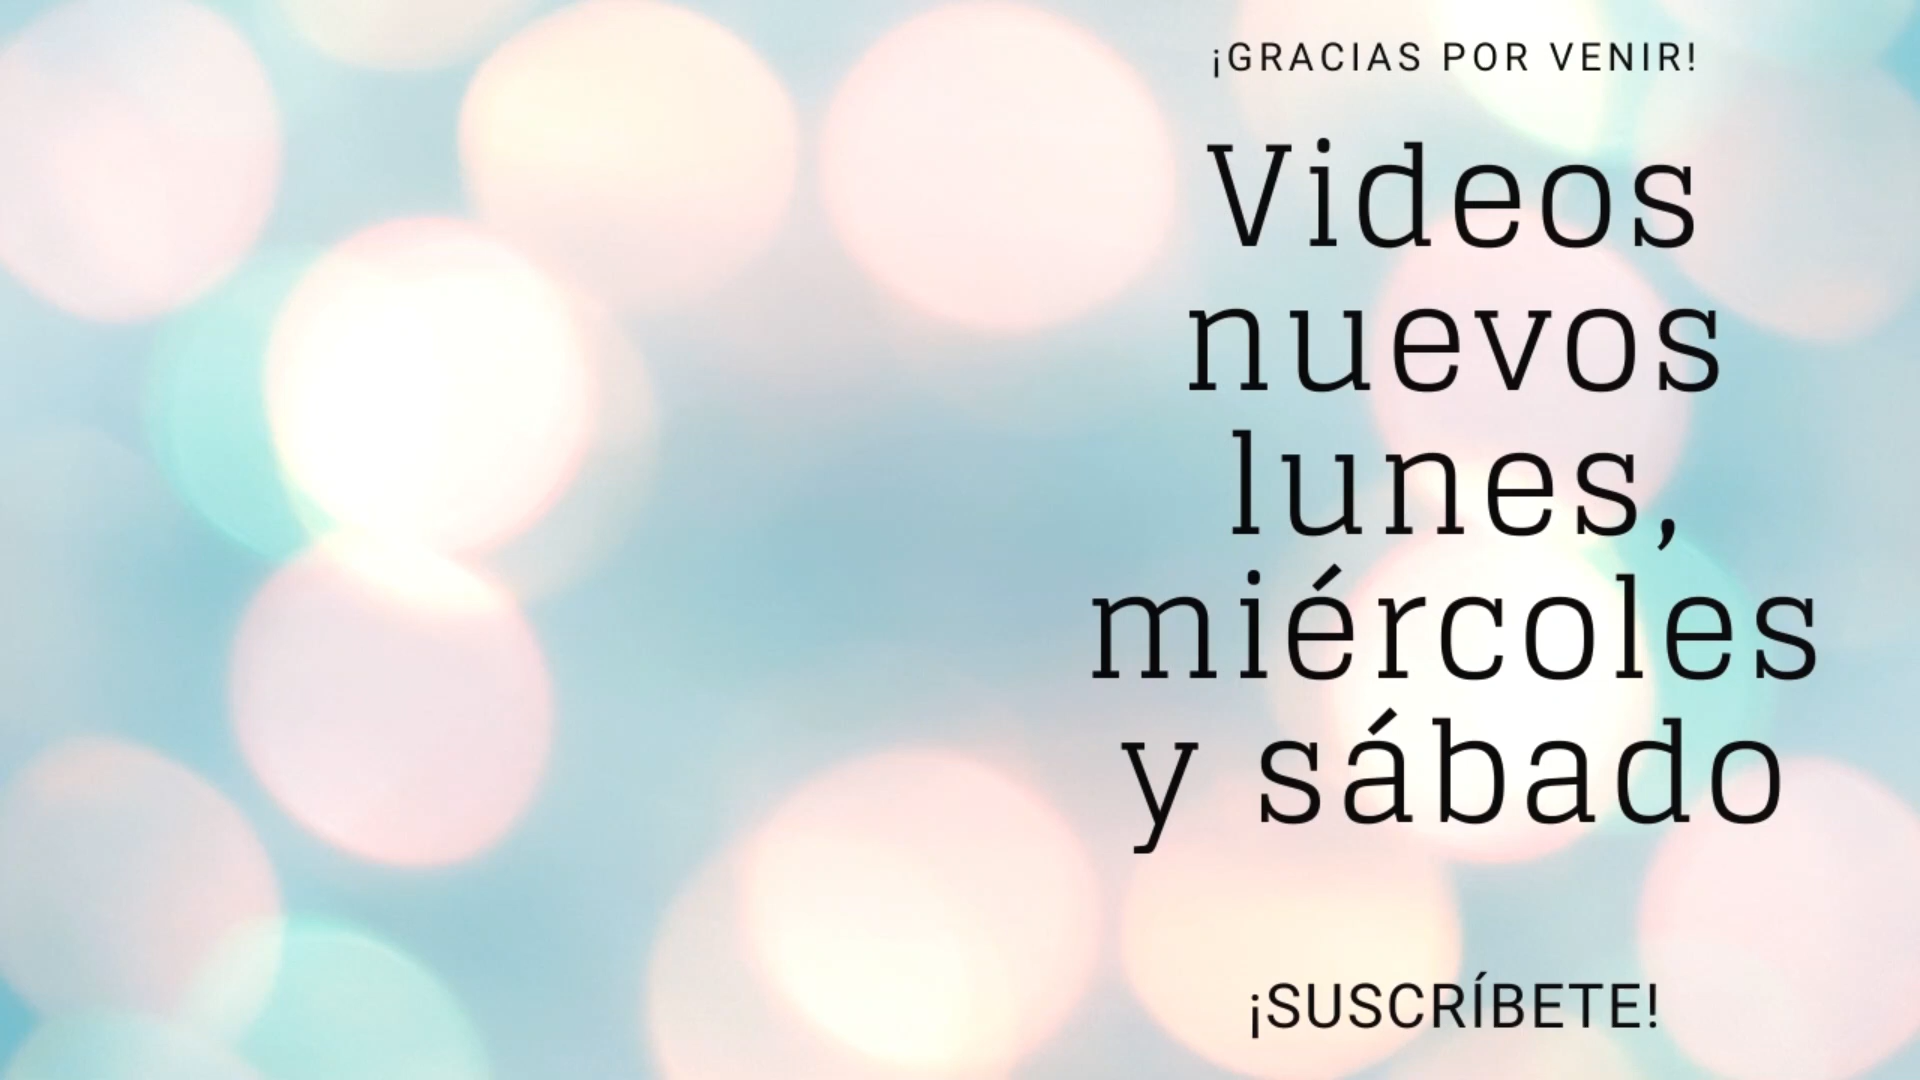 ¡GRACIAS POR VENIR!
Videos
nuevos
lunes,
miércoles
y sábado
¡SUSCRÍBETE!